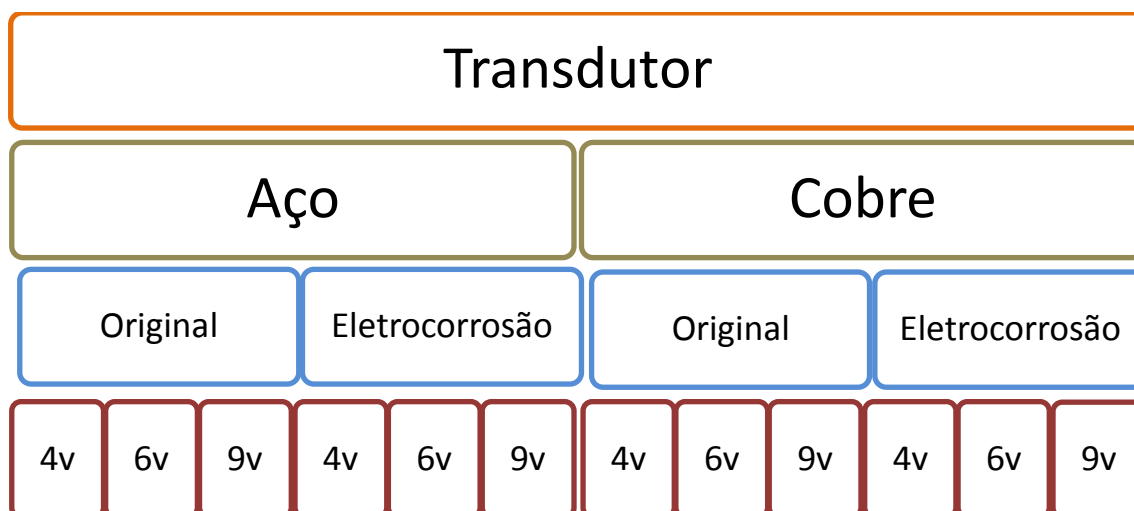 Transdutor
Aço Cobre
Original Eletrocorrosão Original Eletrocorrosão
4v 6v 9v 4v 6v 9v 4v 6v 9v 4v 6v 9v